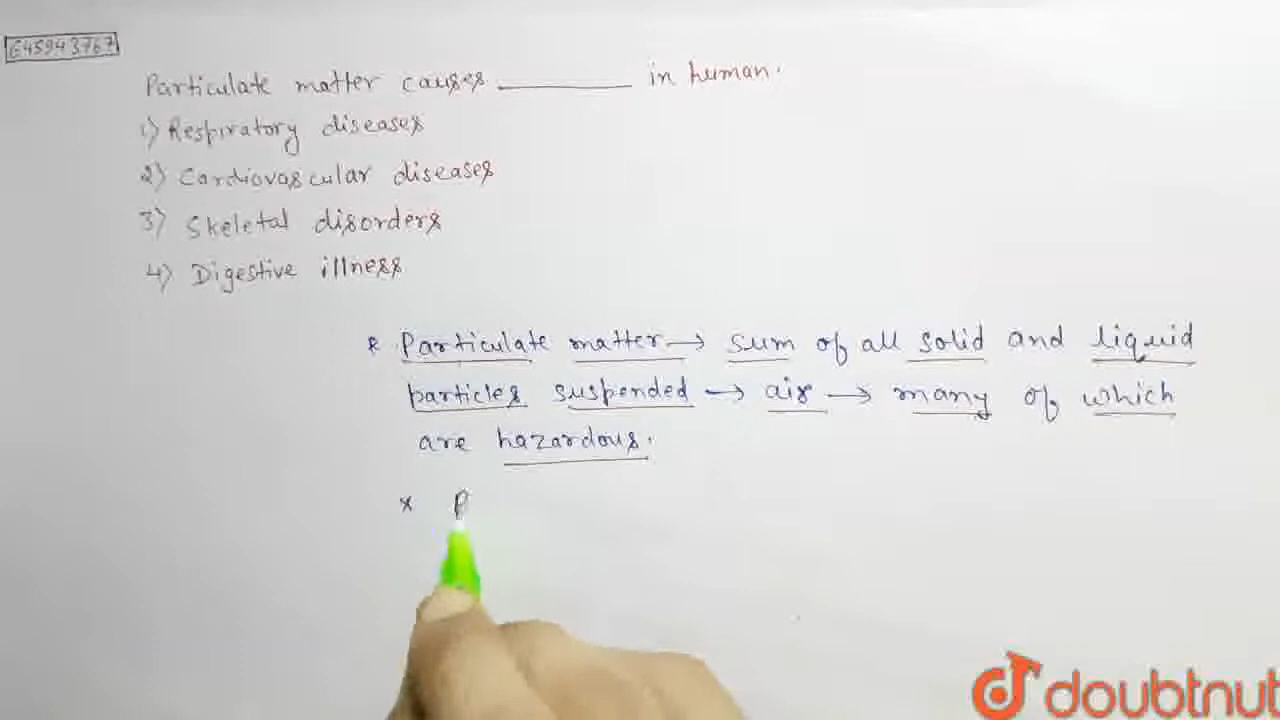 645943767
Particulate matter causes ________ in human.
1) Respiratory diseases
2) Cardiovascular diseases
3) Skeletal disorders
4) Digestive illness
* Particulate matter → sum of all solid and liquid
particles suspended → air → many of which
are hazardous.
* P
doubtnut